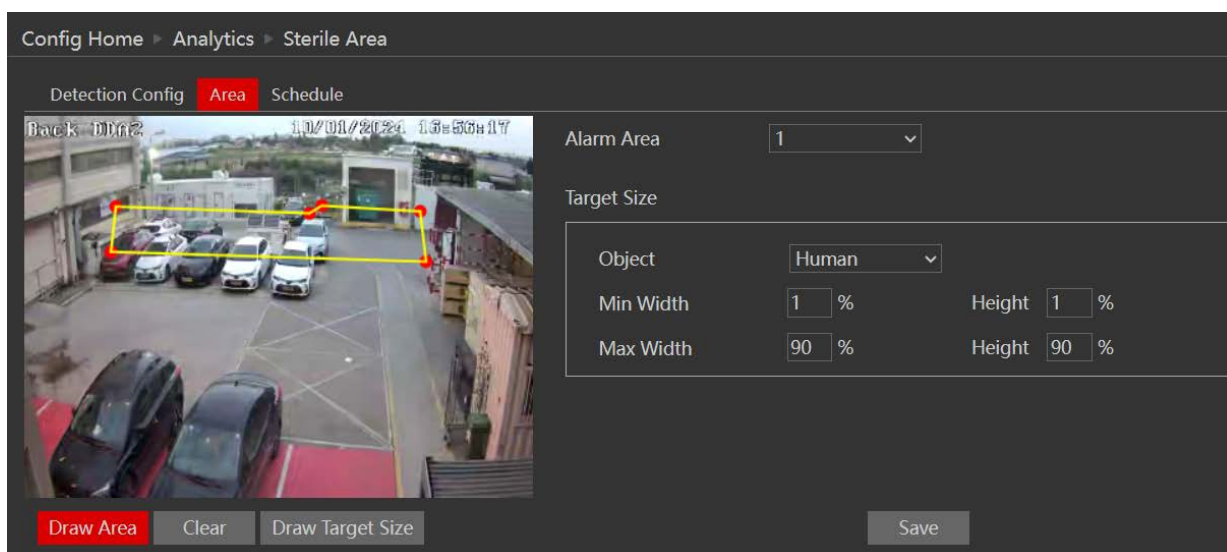 Config Home ▸ Analytics ▸ Sterile Area
Detection Config Area Schedule
Back 10/01/2024 16:56:17
Alarm Area 1
Target Size
Object Human
Min Width 1 % Height 1 %
Max Width 90 % Height 90 %
Draw Area Clear Draw Target Size Save